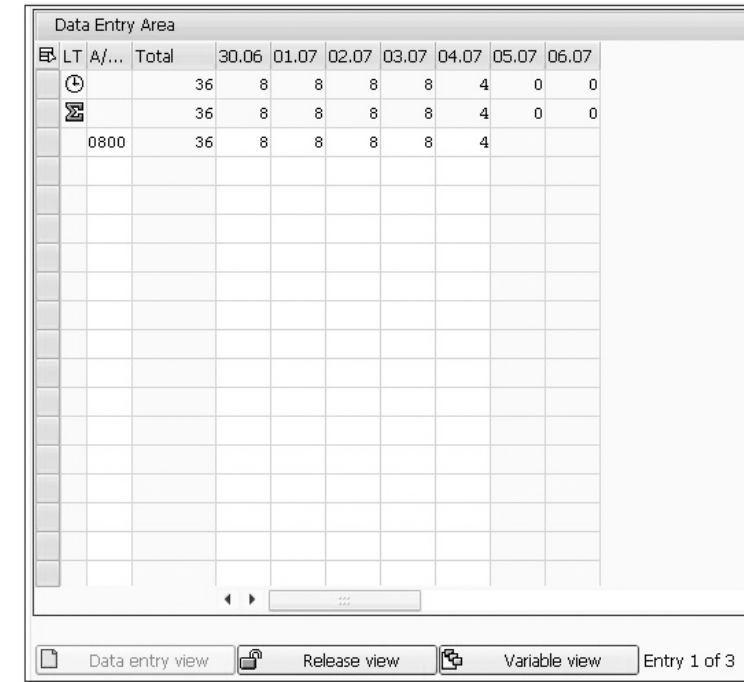 Data Entry Area
LT A/... Total 30.06 01.07 02.07 03.07 04.07 05.07 06.07
36 8 8 8 8 4 0 0
Σ 36 8 8 8 8 4 0 0
0800 36 8 8 8 8 4
Data entry view Release view Variable view Entry 1 of 3